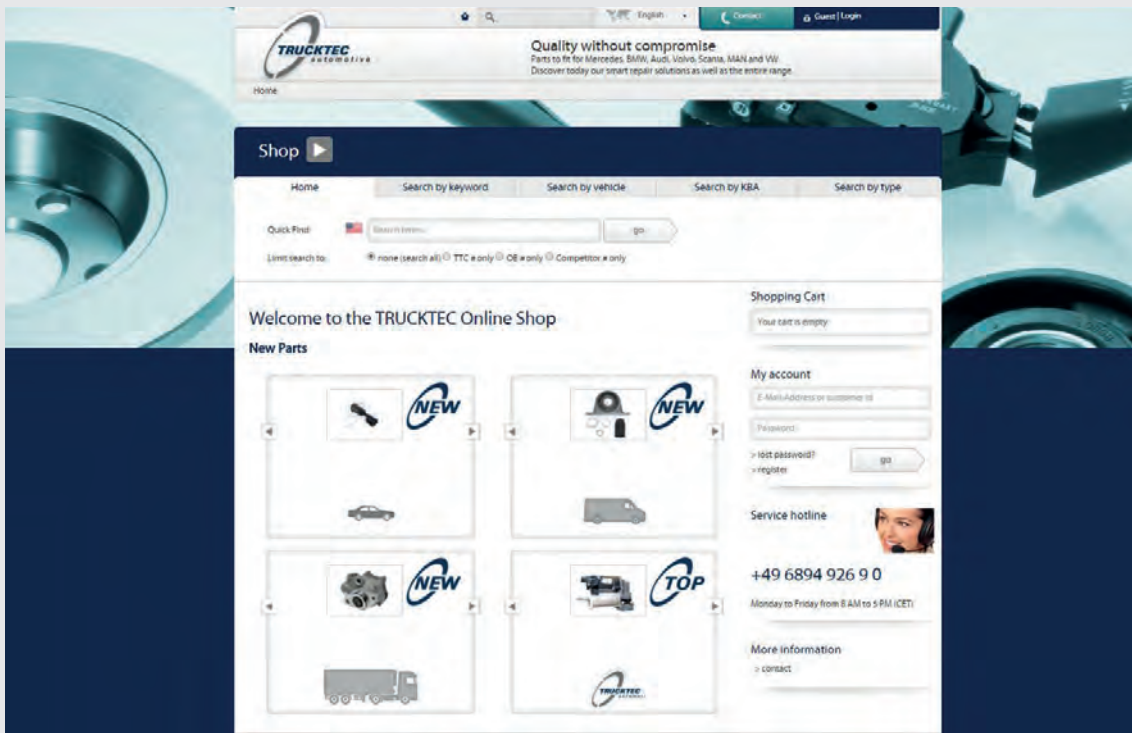 English
Contact
Guest | Login
TRUCKTEC
automotive
Quality without compromise
Parts to fit for Mercedes, BMW, Audi, Volvo, Scania, MAN and VW.
Discover today our smart repair solutions as well as the entire range.
Home
Shop
Home
Search by keyword
Search by vehicle
Search by KBA
Search by type
Quick Find:
Search term...
go
Limit search to:
none (search all)
TTC # only
OE # only
Competitor # only
Welcome to the TRUCKTEC Online Shop
New Parts
NEW
NEW
NEW
TOP
TRUCKTEC
Shopping Cart
Your cart is empty
My account
E-Mail-Address or customer id
Password
> lost password?
> register
go
Service hotline
+49 6894 926 9 0
Monday to Friday from 8 AM to 5 PM (CET)
More information
> contact